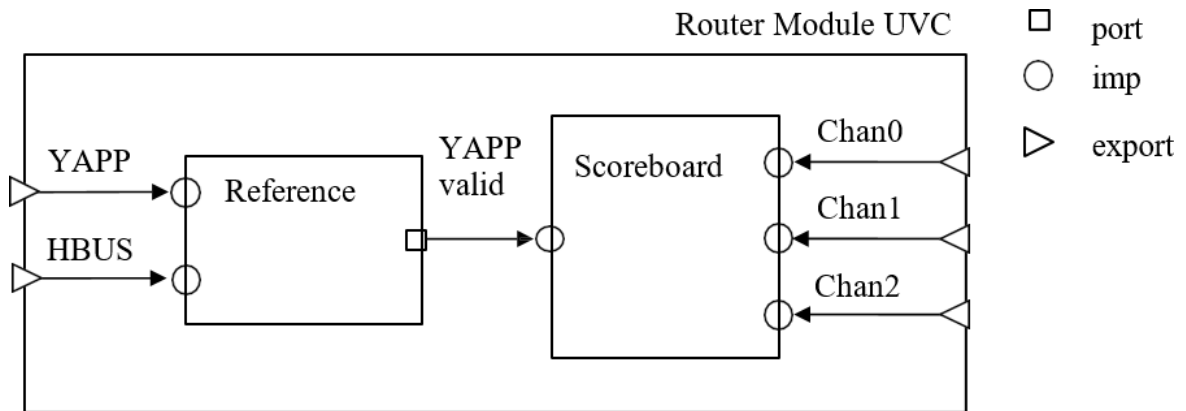 Router Module UVC
port
imp
export
YAPP
HBUS
Reference
YAPP
valid
Scoreboard
Chan0
Chan1
Chan2